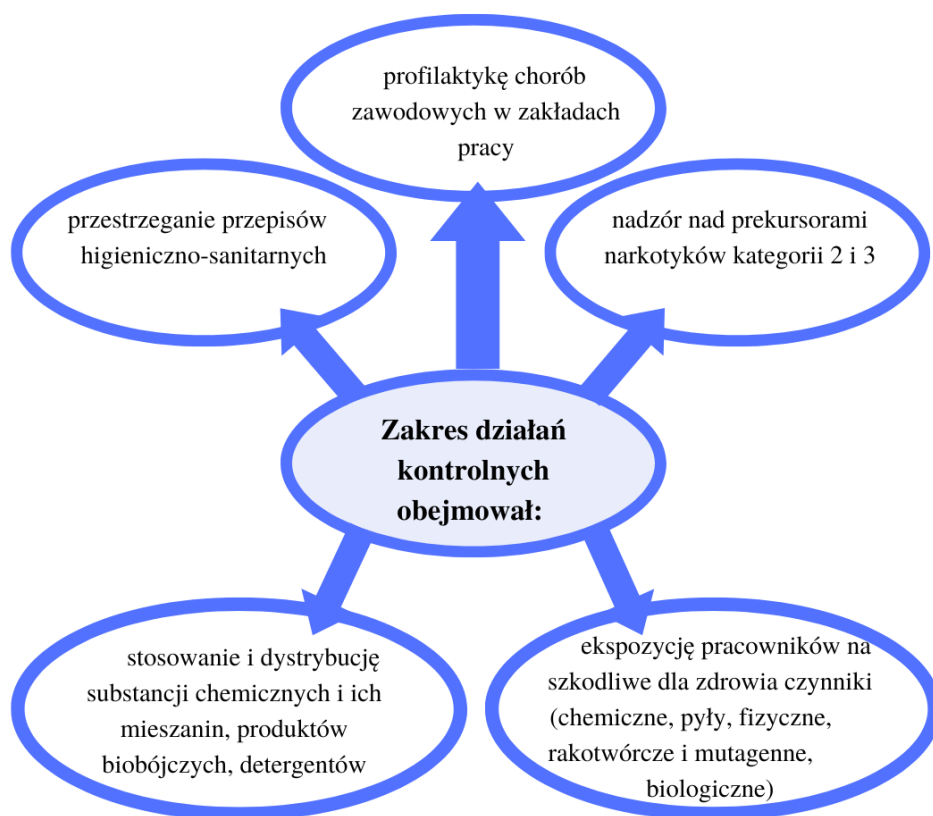 profilaktykę chorób
zawodowych w zakładach
pracy
przestrzeganie przepisów
higieniczno-sanitarnych
nadzór nad prekursorami
narkotyków kategorii 2 i 3
Zakres działań
kontrolnych
obejmował:
stosowanie i dystrybucję
substancji chemicznych i ich
mieszanin, produktów
biobójczych, detergentów
ekspozycję pracowników na
szkodliwe dla zdrowia czynniki
(chemiczne, pyły, fizyczne,
rakotwórcze i mutagenne,
biologiczne)